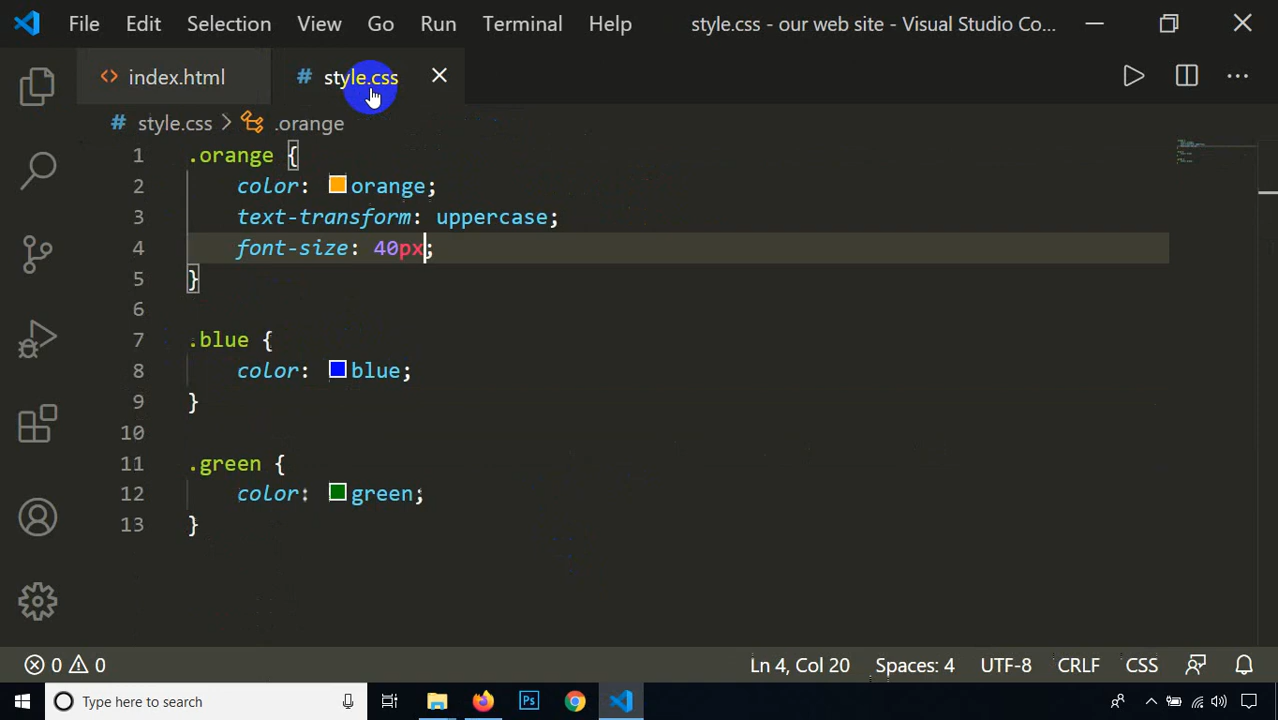 File Edit Selection View Go Run Terminal Help style.css - our web site - Visual Studio Co...
index.html style.css
style.css .orange
1 .orange {
2 color: orange;
3 text-transform: uppercase;
4 font-size: 40px;
5 }
6
7 .blue {
8 color: blue;
9 }
10
11 .green {
12 color: green;
13 }
0 0 Ln 4, Col 20 Spaces: 4 UTF-8 CRLF CSS
Type here to search Ps